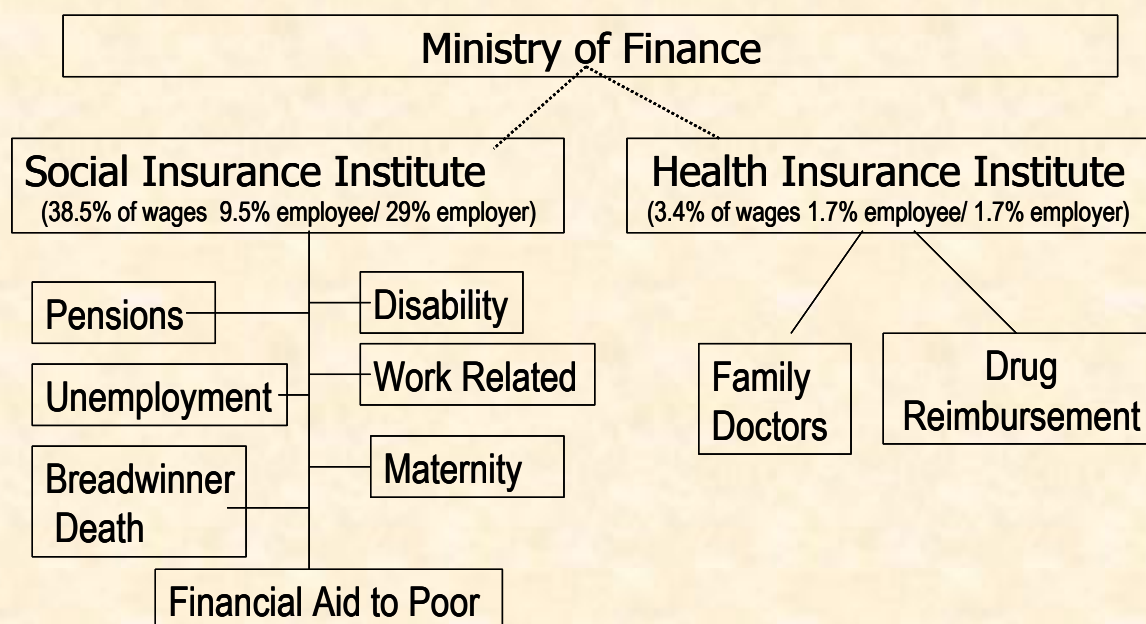 Ministry of Finance
Social Insurance Institute
(38.5% of wages 9.5% employee/ 29% employer)
Health Insurance Institute
(3.4% of wages 1.7% employee/ 1.7% employer)
Pensions
Disability
Unemployment
Work Related
Breadwinner
Death
Maternity
Financial Aid to Poor
Family
Doctors
Drug
Reimbursement